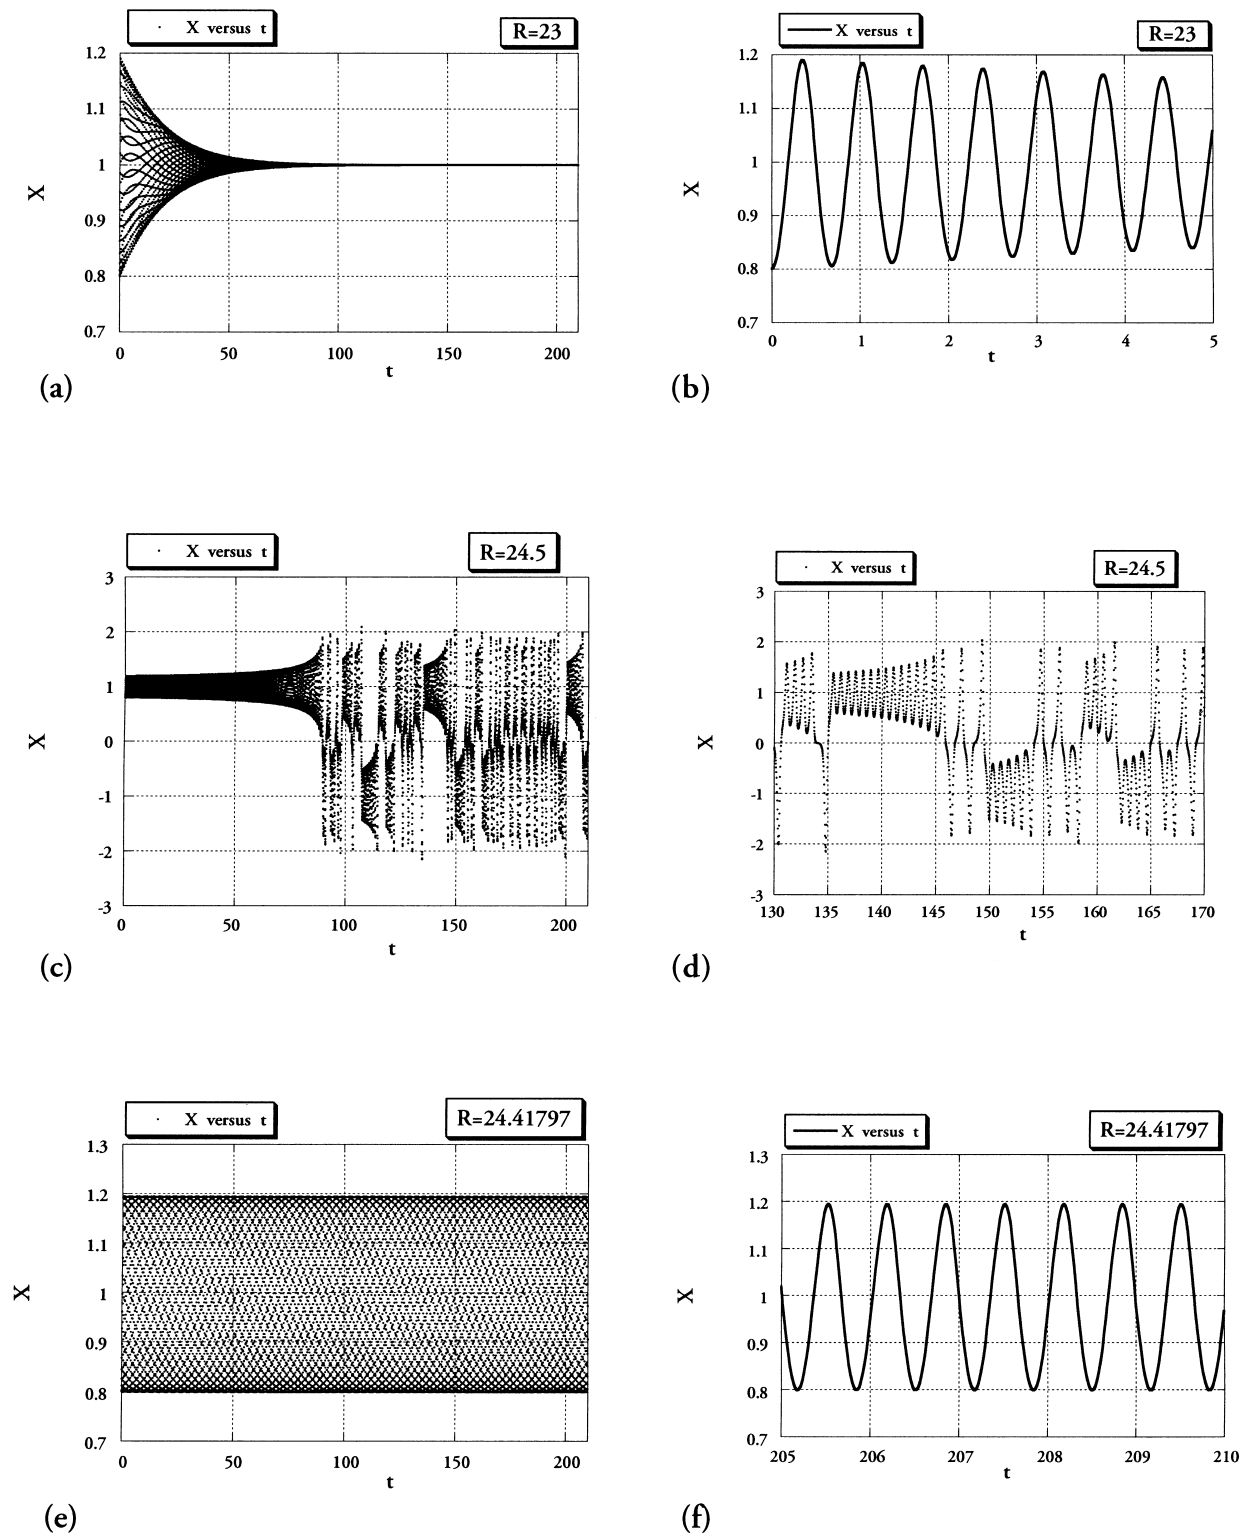 X versus t
R=23
1.2
1.1
1
0.9
0.8
0.7
X
0 50 100 150 200
t
(a)
X versus t
R=23
1.2
1.1
1
0.9
0.8
0.7
X
0 1 2 3 4 5
t
(b)
X versus t
R=24.5
3
2
1
0
-1
-2
-3
X
0 50 100 150 200
t
(c)
X versus t
R=24.5
3
2
1
0
-1
-2
-3
X
130 135 140 145 150 155 160 165 170
t
(d)
X versus t
R=24.41797
1.3
1.2
1.1
1
0.9
0.8
0.7
X
0 50 100 150 200
t
(e)
X versus t
R=24.41797
1.3
1.2
1.1
1
0.9
0.8
0.7
X
205 206 207 208 209 210
t
(f)